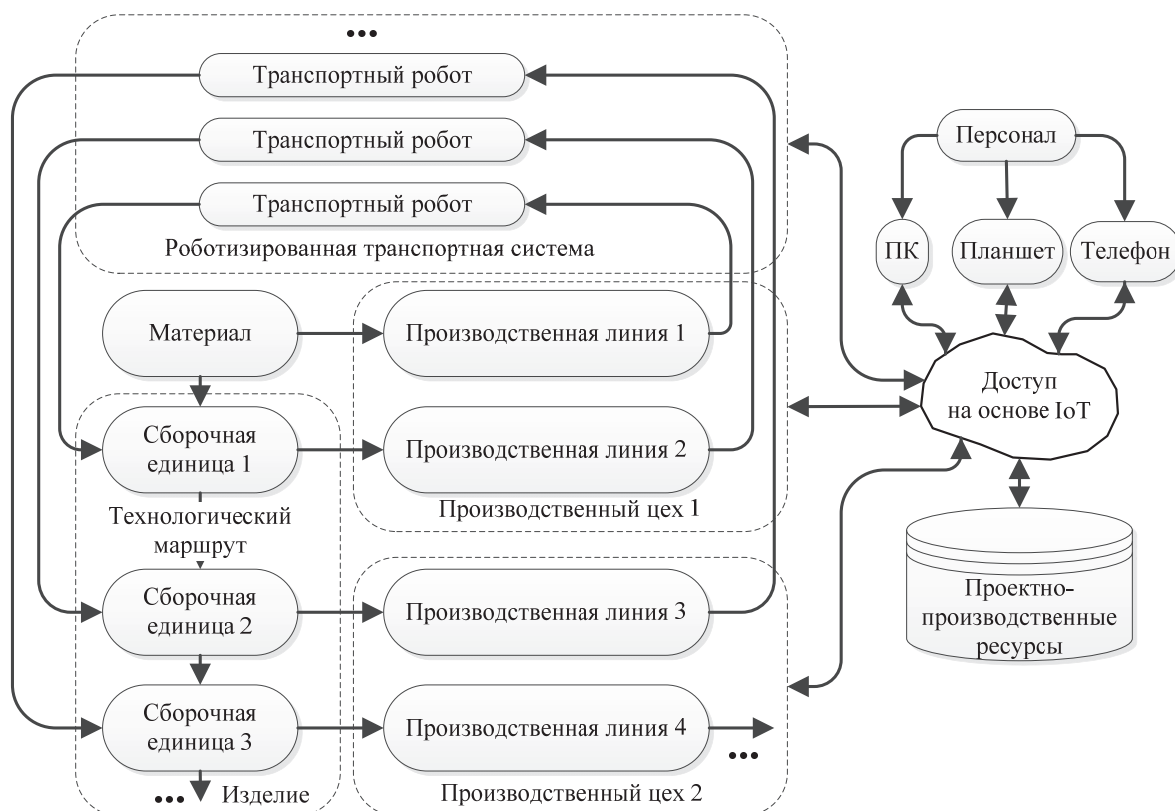 •••
Транспортный робот
Транспортный робот
Транспортный робот
Роботизированная транспортная система
Персонал
ПК
Планшет
Телефон
Материал
Производственная линия 1
Сборочная
единица 1
Производственная линия 2
Производственный цех 1
Технологический
маршрут
Сборочная
единица 2
Производственная линия 3
Сборочная
единица 3
Производственная линия 4
•••
Производственный цех 2
•••
Изделие
Доступ
на основе IoT
Проектно-
производственные
ресурсы